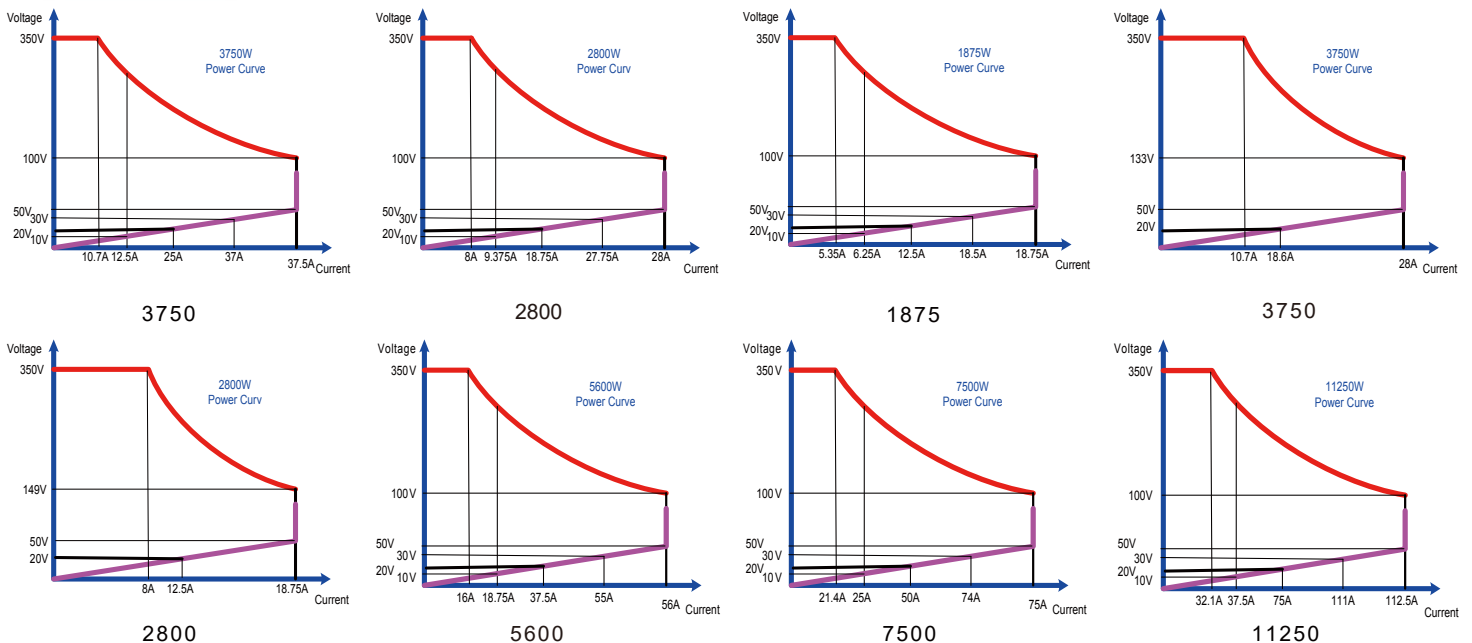 Voltage
350V
3750W
Power Curve
100V
50V
30V
20V
10V
10.7A
12.5A
25A
37A
37.5A
Current
3750
Voltage
350V
2800W
Power Curv
100V
50V
30V
20V
10V
8A
9.375A
18.75A
27.75A
28A
Current
2800
Voltage
350V
1875W
Power Curve
100V
50V
30V
20V
10V
5.35A
6.25A
12.5A
18.5A
18.75A
Current
1875
Voltage
350V
3750W
Power Curve
133V
50V
20V
10.7A
18.6A
28A
Current
3750
Voltage
350V
2800W
Power Curv
149V
50V
20V
8A
12.5A
18.75A
Current
2800
Voltage
350V
5600W
Power Curve
100V
50V
30V
20V
10V
16A
18.75A
37.5A
55A
56A
Current
5600
Voltage
350V
7500W
Power Curve
100V
50V
30V
20V
10V
21.4A
25A
50A
74A
75A
Current
7500
Voltage
350V
11250W
Power Curve
100V
50V
30V
20V
10V
32.1A
37.5A
75A
111A
112.5A
Current
11250